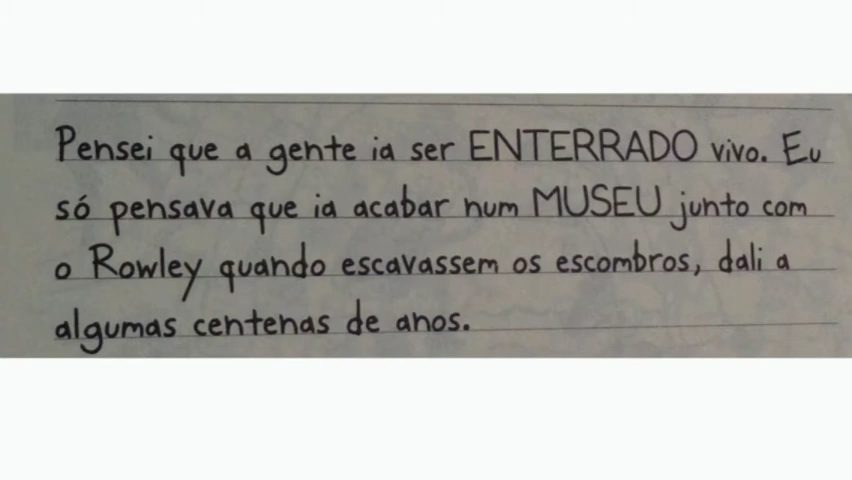 Pensei que a gente ia ser ENTERRADO vivo. Eu
só pensava que ia acabar num MUSEU junto com
o Rowley quando escavassem os escombros, dali a
algumas centenas de anos.